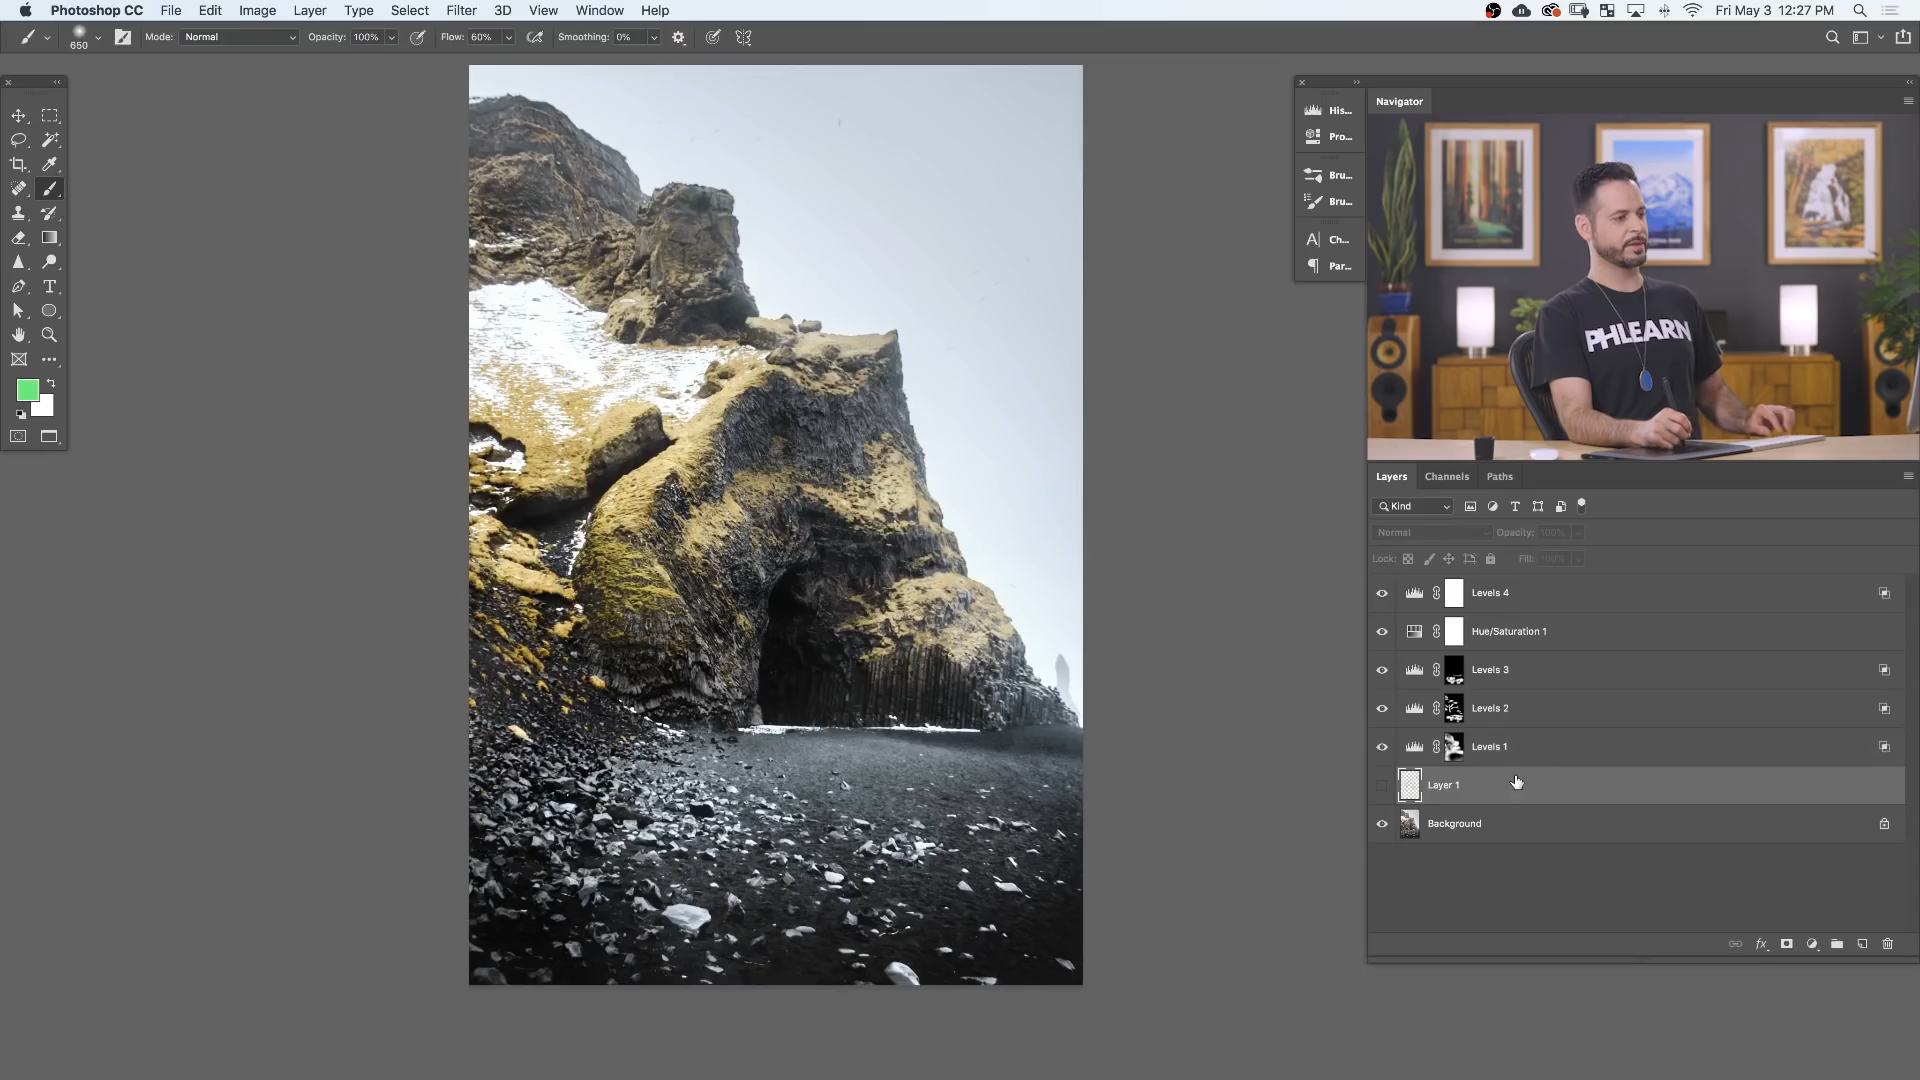 Photoshop CC File Edit Image Layer Type Select Filter 3D View Window Help Fri May 3 12:27 PM
650 Mode: Normal Opacity: 100% Flow: 60% Smoothing: 0%
His...
Pro...
Bru...
Bru...
A| Ch...
Par...
Navigator
PHLEARN
Layers Channels Paths
Kind
Normal Opacity: 100%
Lock: Fill: 100%
Levels 4
Hue/Saturation 1
Levels 3
Levels 2
Levels 1
Layer 1
Background
fx